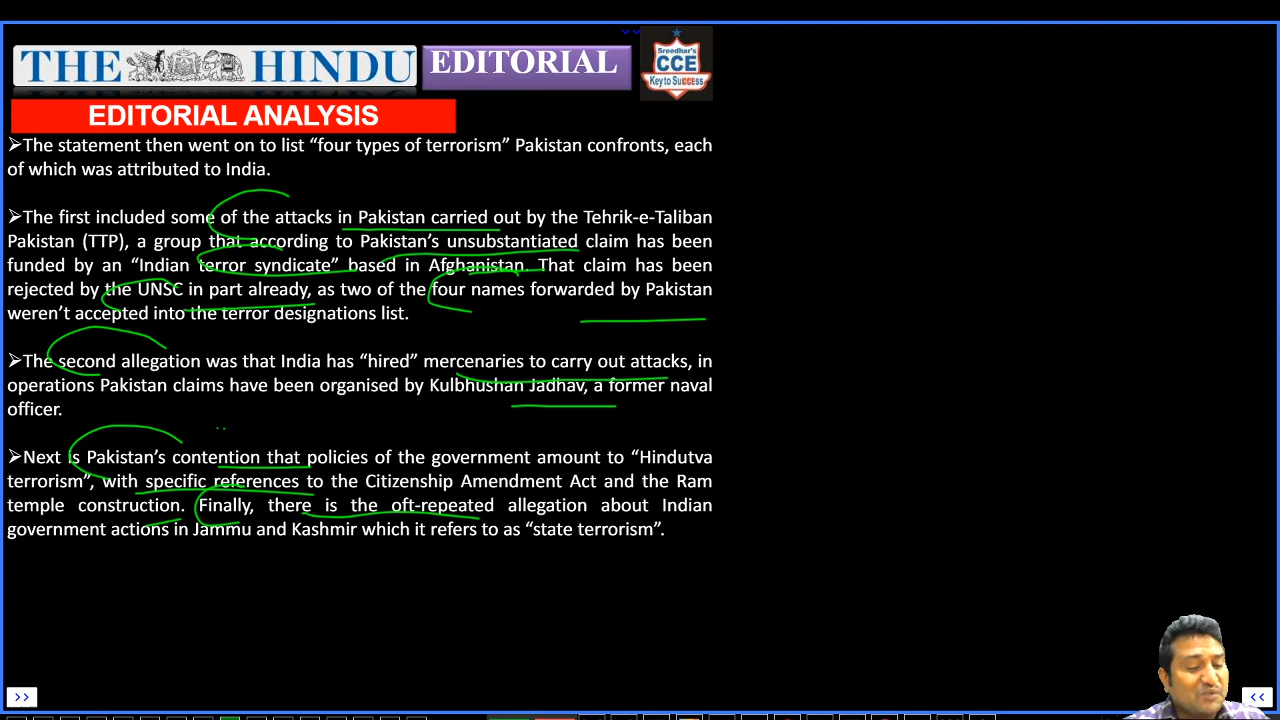 THE HINDU
EDITORIAL
Sreedhar's
CCE
Key to SuCCEss
EDITORIAL ANALYSIS
➢The statement then went on to list “four types of terrorism” Pakistan confronts, each
of which was attributed to India.
➢The first included some of the attacks in Pakistan carried out by the Tehrik-e-Taliban
Pakistan (TTP), a group that according to Pakistan’s unsubstantiated claim has been
funded by an “Indian terror syndicate” based in Afghanistan. That claim has been
rejected by the UNSC in part already, as two of the four names forwarded by Pakistan
weren’t accepted into the terror designations list.
➢The second allegation was that India has “hired” mercenaries to carry out attacks, in
operations Pakistan claims have been organised by Kulbhushan Jadhav, a former naval
officer.
➢Next is Pakistan’s contention that policies of the government amount to “Hindutva
terrorism”, with specific references to the Citizenship Amendment Act and the Ram
temple construction. Finally, there is the oft-repeated allegation about Indian
government actions in Jammu and Kashmir which it refers to as “state terrorism”.
>>
<<